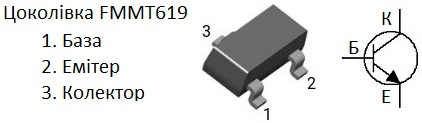 Цоколівка FMMT619
1. База
2. Емітер
3. Колектор
3
1
2
К
Б
Е